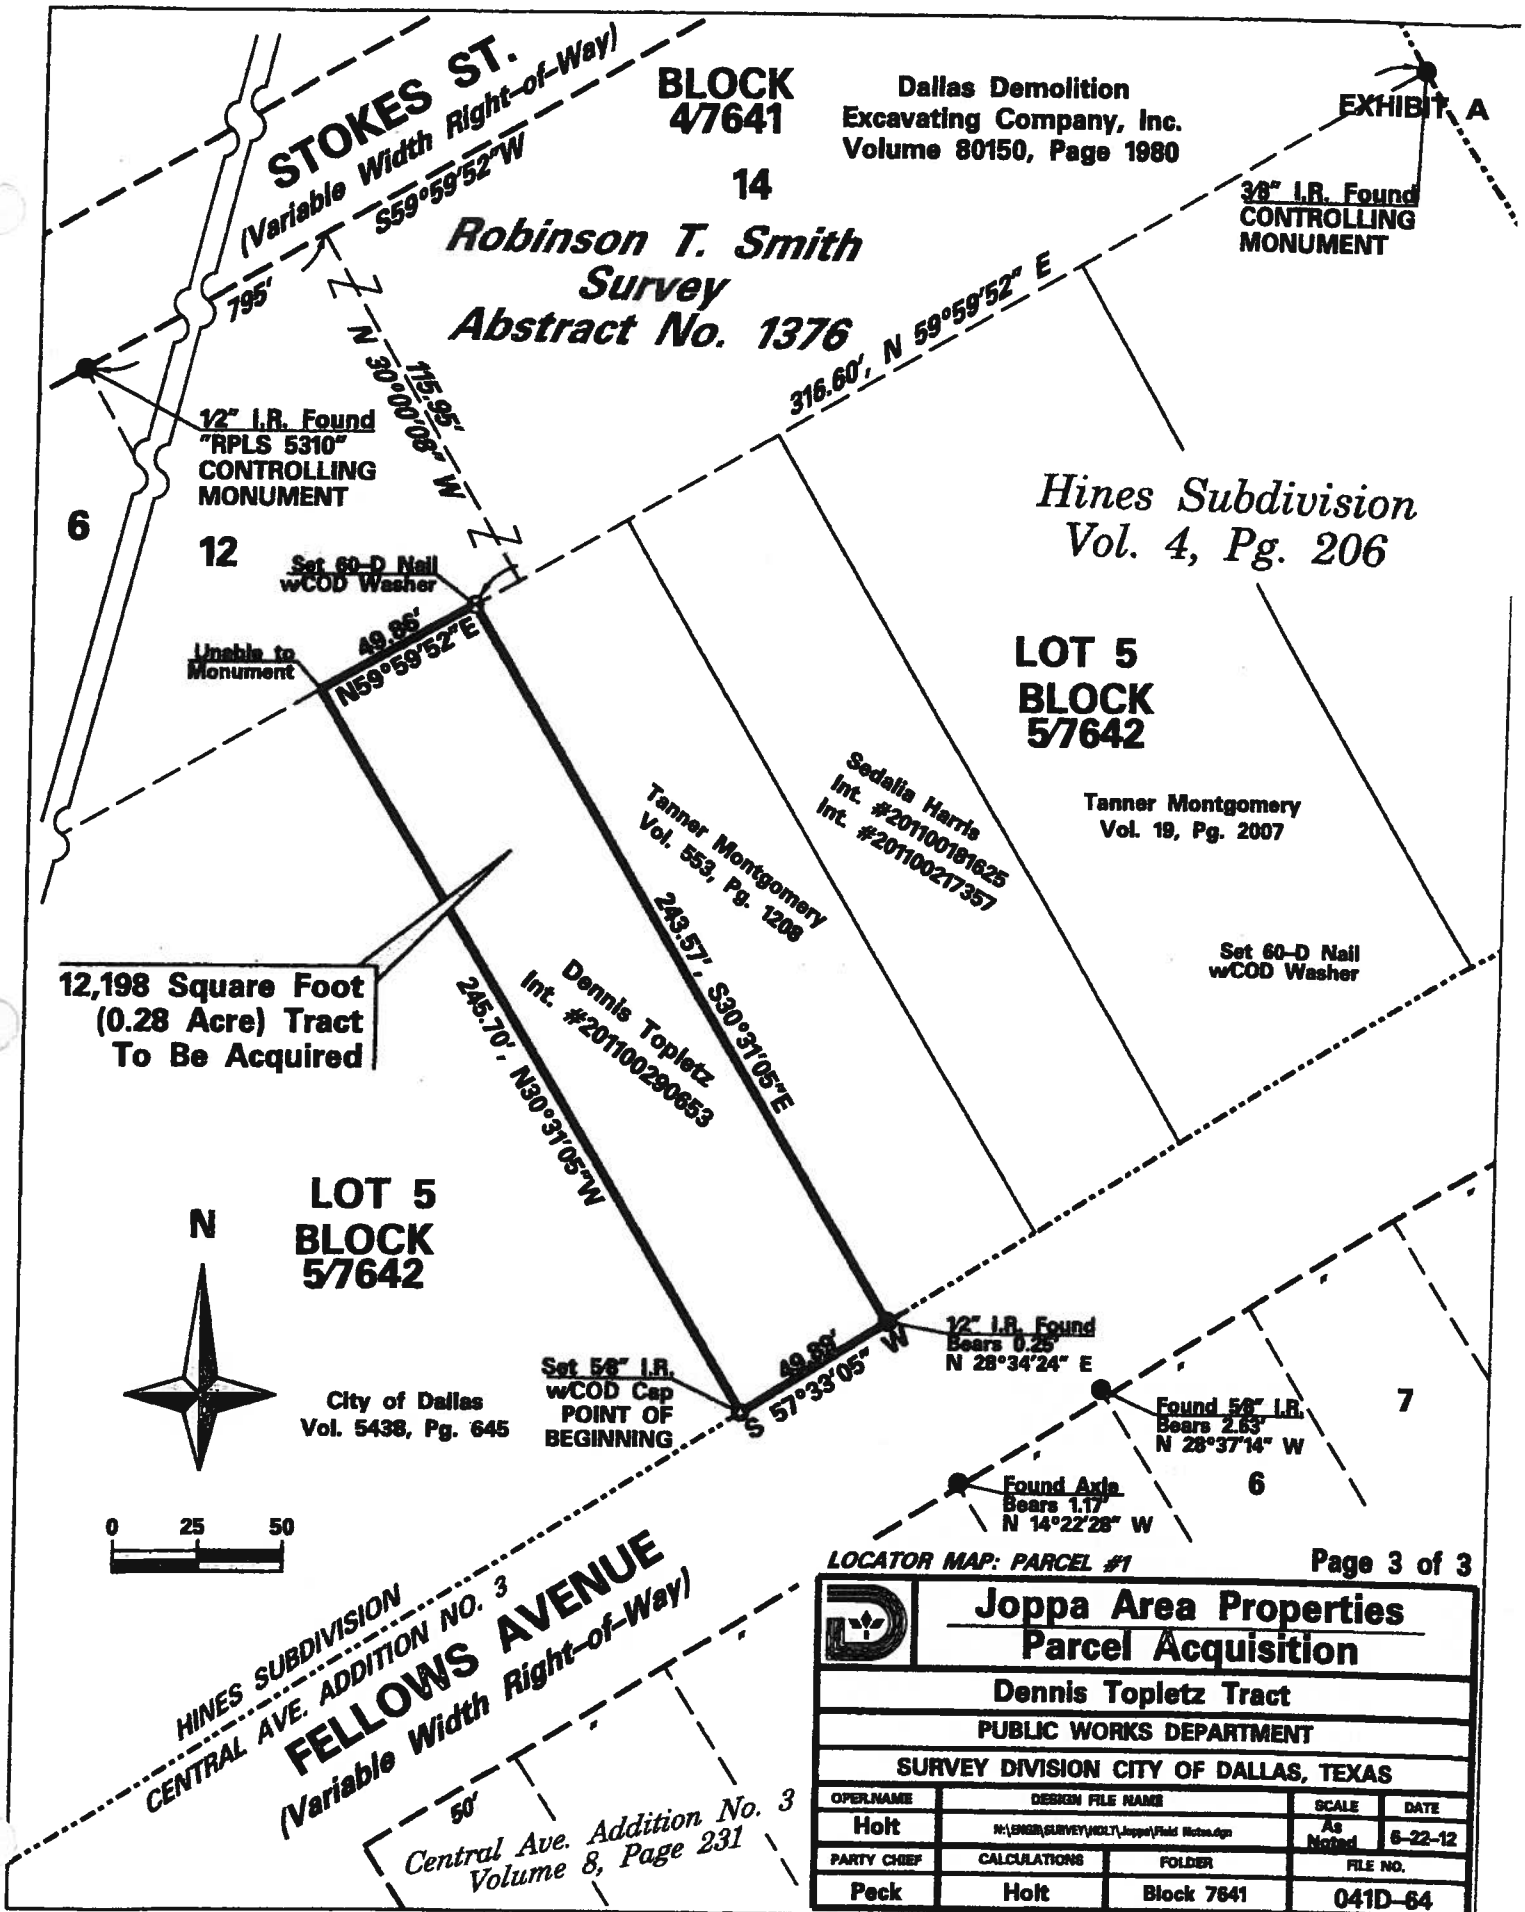 STOKES ST.
(Variable Width Right-of-Way)
S59°59'52"W
795'
BLOCK
4/7641
14
Dallas Demolition
Excavating Company, Inc.
Volume 80150, Page 1980
EXHIBIT A
3/8" I.R. Found
CONTROLLING
MONUMENT
Robinson T. Smith
Survey
Abstract No. 1376
115.95'
N 30°00'08" W
316.60', N 59°59'52" E
1/2" I.R. Found
"RPLS 5310"
CONTROLLING
MONUMENT
6
12
Set 60-D Nail
w/COD Washer
Unable to
Monument
49.86'
N59°59'52"E
Hines Subdivision
Vol. 4, Pg. 206
LOT 5
BLOCK
5/7642
Tanner Montgomery
Vol. 19, Pg. 2007
Sedalia Harris
Int. #201100181625
Int. #201100217357
Tanner Montgomery
Vol. 553, Pg. 1208
243.57', S30°31'05"E
Set 60-D Nail
w/COD Washer
12,198 Square Foot
(0.28 Acre) Tract
To Be Acquired
Dennis Topletz
Int. #201100290653
245.70', N30°31'05"W
LOT 5
BLOCK
5/7642
N
City of Dallas
Vol. 5438, Pg. 645
Set 5/8" I.R.
w/COD Cap
POINT OF
BEGINNING
49.89'
S 57°33'05" W
1/2" I.R. Found
Bears 0.25'
N 28°34'24" E
Found 5/8" I.R.
Bears 2.63'
N 28°37'14" W
7
6
Found Axle
Bears 1.17'
N 14°22'28" W
0 25 50
HINES SUBDIVISION
CENTRAL AVE. ADDITION NO. 3
FELLOWS AVENUE
(Variable Width Right-of-Way)
50'
Central Ave. Addition No. 3
Volume 8, Page 231
LOCATOR MAP: PARCEL #1
Page 3 of 3
Joppa Area Properties
Parcel Acquisition
Dennis Topletz Tract
PUBLIC WORKS DEPARTMENT
SURVEY DIVISION CITY OF DALLAS, TEXAS
OPER.NAME DESIGN FILE NAME SCALE DATE
Holt N:\ENGR\SURVEY\HOLT\Joppa\Field Notes.dgn As Noted 6-22-12
PARTY CHIEF CALCULATIONS FOLDER FILE NO.
Peck Holt Block 7641 041D-64